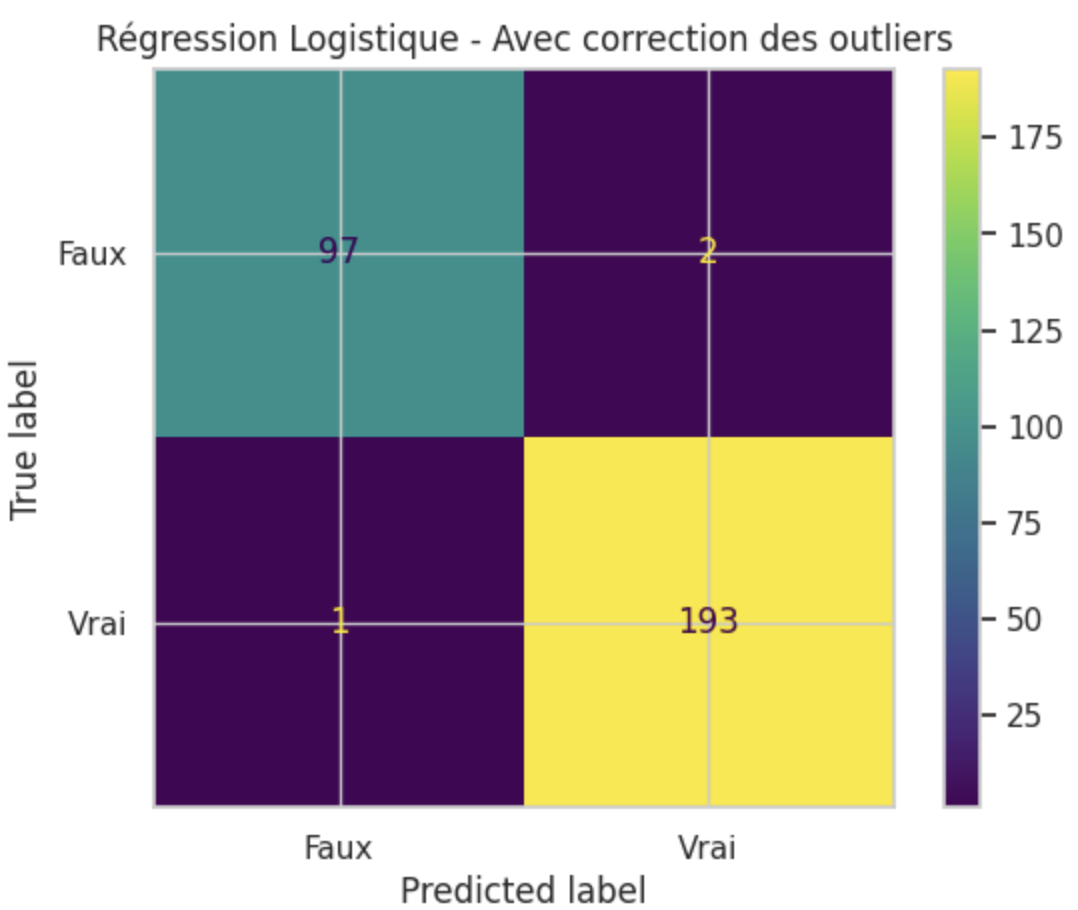 Régression Logistique - Avec correction des outliers
175
150
125
100
75
50
25
True label
Faux
97
2
Vrai
1
193
Faux
Vrai
Predicted label